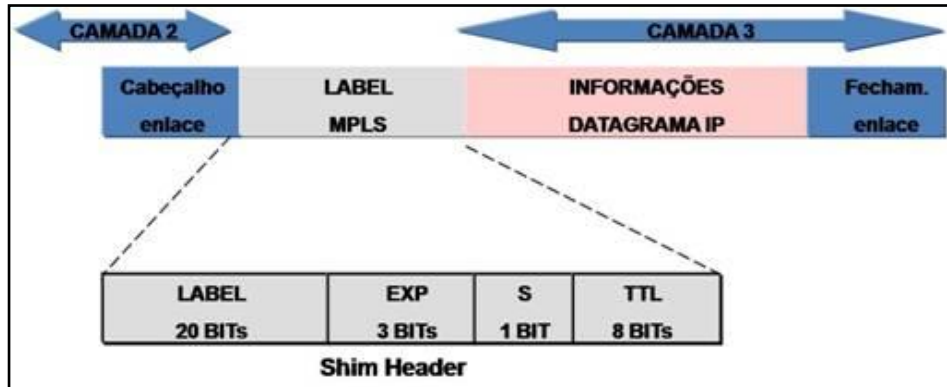 CAMADA 2 CAMADA 3
Cabeçalho LABEL INFORMAÇÕES Fecham.
enlace MPLS DATAGRAMA IP enlace
LABEL EXP S TTL
20 BITs 3 BITs 1 BIT 8 BITs
Shim Header